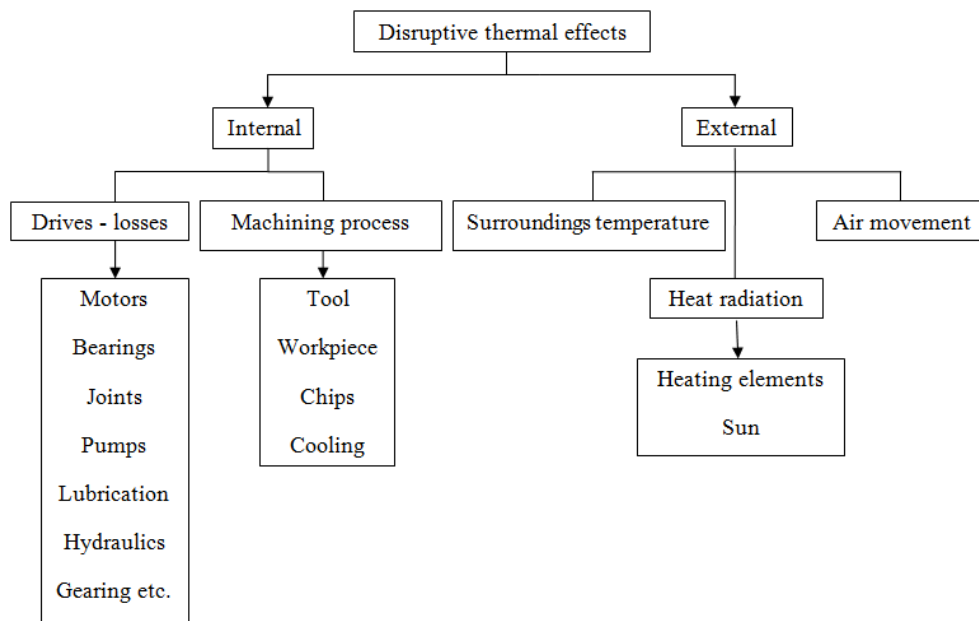 Disruptive thermal effects
Internal
External
Drives - losses
Machining process
Surroundings temperature
Air movement
Motors
Bearings
Joints
Pumps
Lubrication
Hydraulics
Gearing etc.
Tool
Workpiece
Chips
Cooling
Heat radiation
Heating elements
Sun